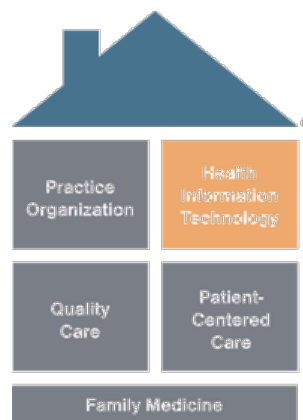 Practice
Organization
Health
Information
Technology
Quality
Care
Patient-
Centered
Care
Family Medicine